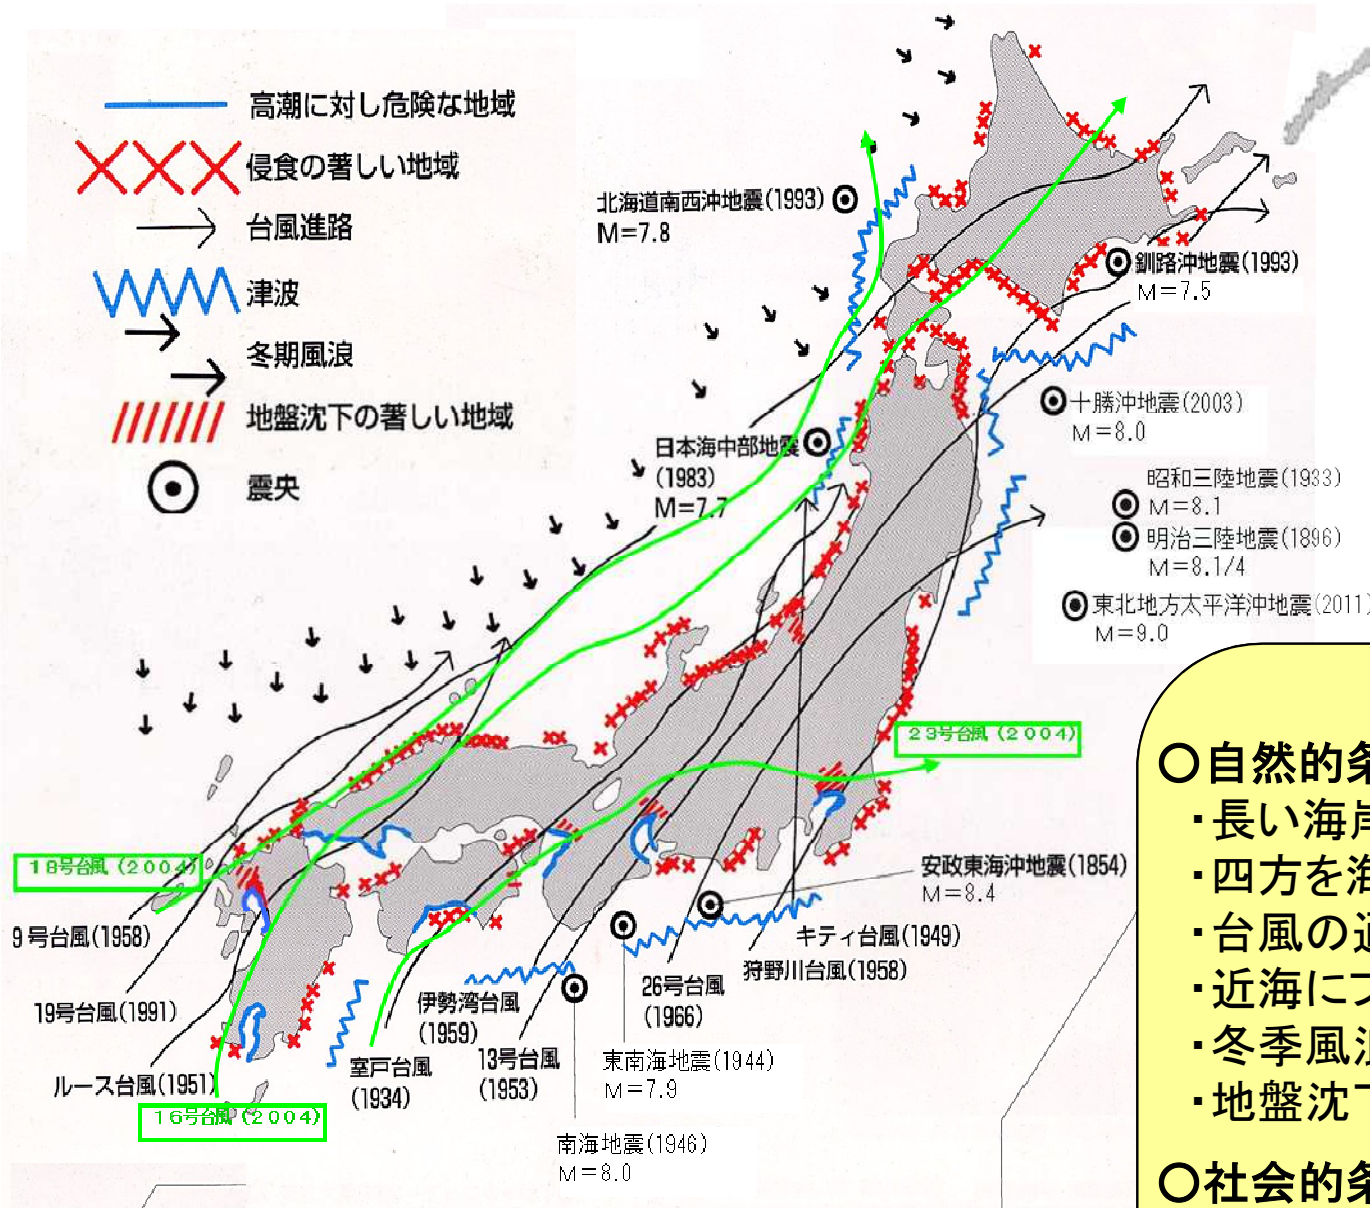 高潮に対し危険な地域
侵食の著しい地域
台風進路
津波
冬期風浪
地盤沈下の著しい地域
震央
北海道南西沖地震(1993)
M=7.8
釧路沖地震(1993)
M=7.5
十勝沖地震(2003)
M=8.0
日本海中部地震
(1983)
M=7.7
昭和三陸地震(1933)
M=8.1
明治三陸地震(1896)
M=8.1/4
東北地方太平洋沖地震(2011)
M=9.0
23号台風(2004)
18号台風(2004)
16号台風(2004)
安政東海沖地震(1854)
M=8.4
9号台風(1958)
19号台風(1991)
ルース台風(1951)
室戸台風
(1934)
伊勢湾台風
(1959)
13号台風
(1953)
26号台風
(1966)
狩野川台風(1958)
キティ台風(1949)
東南海地震(1944)
M=7.9
南海地震(1946)
M=8.0
○自然的条
・長い海岸
・四方を海
・台風の
・近海に
・冬季風浪
・地盤沈下
○社会的条